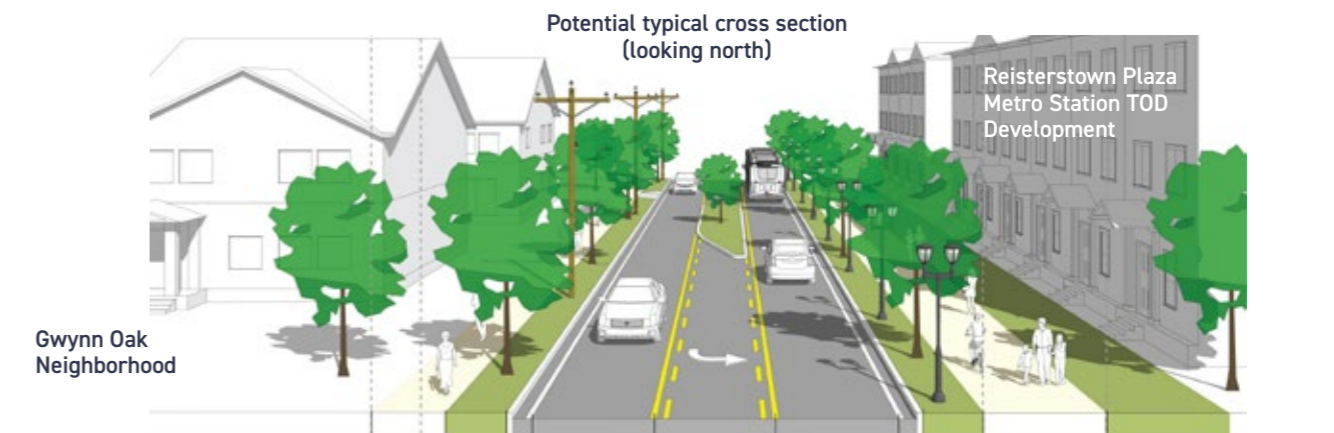 Potential typical cross section
(looking north)
Reisterstown Plaza
Metro Station TOD
Development
Gwynn Oak
Neighborhood